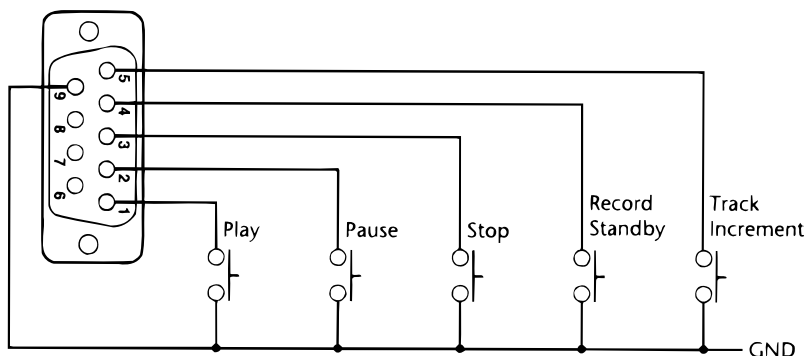 5
9
4
8
3
7
2
6
1
Play
Pause
Stop
Record
Standby
Track
Increment
GND